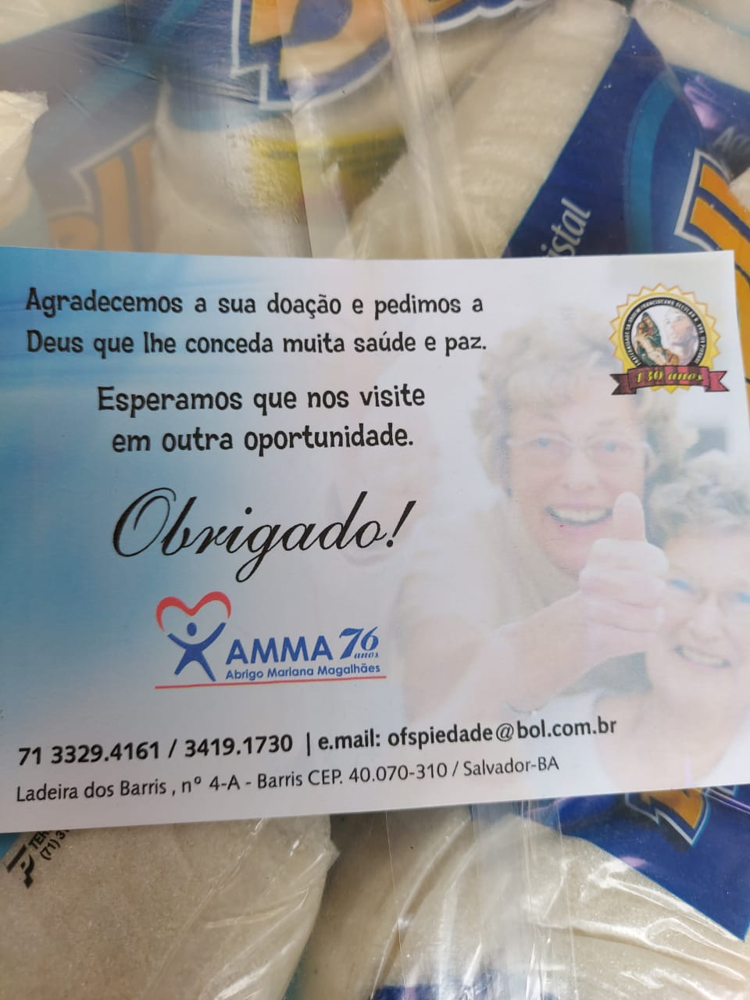 istal
Agradecemos a sua doação e pedimos a
Deus que lhe conceda muita saúde e paz.
130 anos
Esperamos que nos visite
em outra oportunidade.
Obrigado!
AMMA 76
anos
Abrigo Mariana Magalhães
71 3329.4161 / 3419.1730 | e.mail: ofspiedade@bol.com.br
Ladeira dos Barris , nº 4-A - Barris CEP. 40.070-310 / Salvador-BA